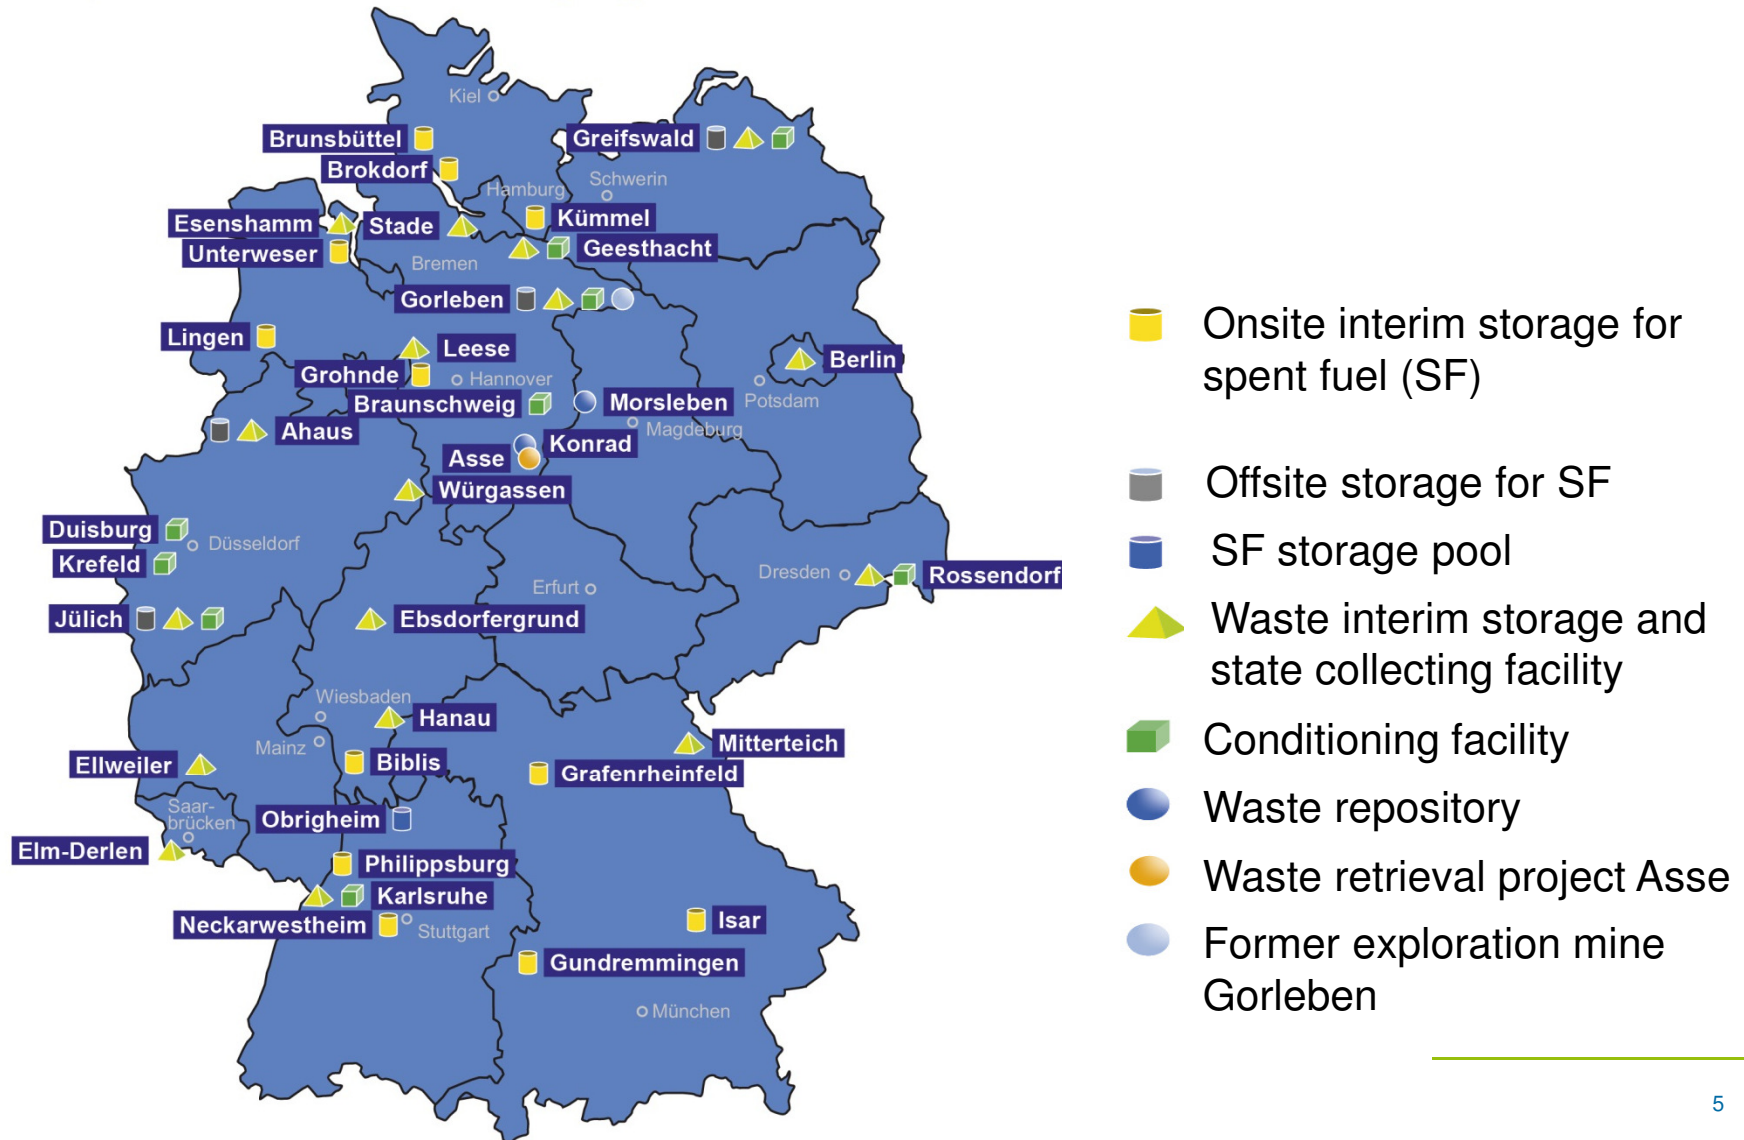 Kiel
Brunsbüttel
Greifswald
Brokdorf
Schwerin
Hamburg
Esenshamm
Stade
Kümmel
Unterweser
Geesthacht
Bremen
Gorleben
Lingen
Leese
Berlin
Grohnde
Hannover
Braunschweig
Morsleben
Potsdam
Ahaus
Magdeburg
Konrad
Asse
Würgassen
Duisburg
Düsseldorf
Krefeld
Dresden
Rossendorf
Erfurt
Jülich
Ebsdorfergrund
Wiesbaden
Hanau
Mainz
Mitterteich
Ellweiler
Biblis
Grafenrheinfeld
Saar-
brücken
Obrigheim
Elm-Derlen
Philippsburg
Karlsruhe
Neckarwestheim
Stuttgart
Isar
Gundremmingen
München
Onsite interim storage for
spent fuel (SF)
Offsite storage for SF
SF storage pool
Waste interim storage and
state collecting facility
Conditioning facility
Waste repository
Waste retrieval project Asse
Former exploration mine
Gorleben
5